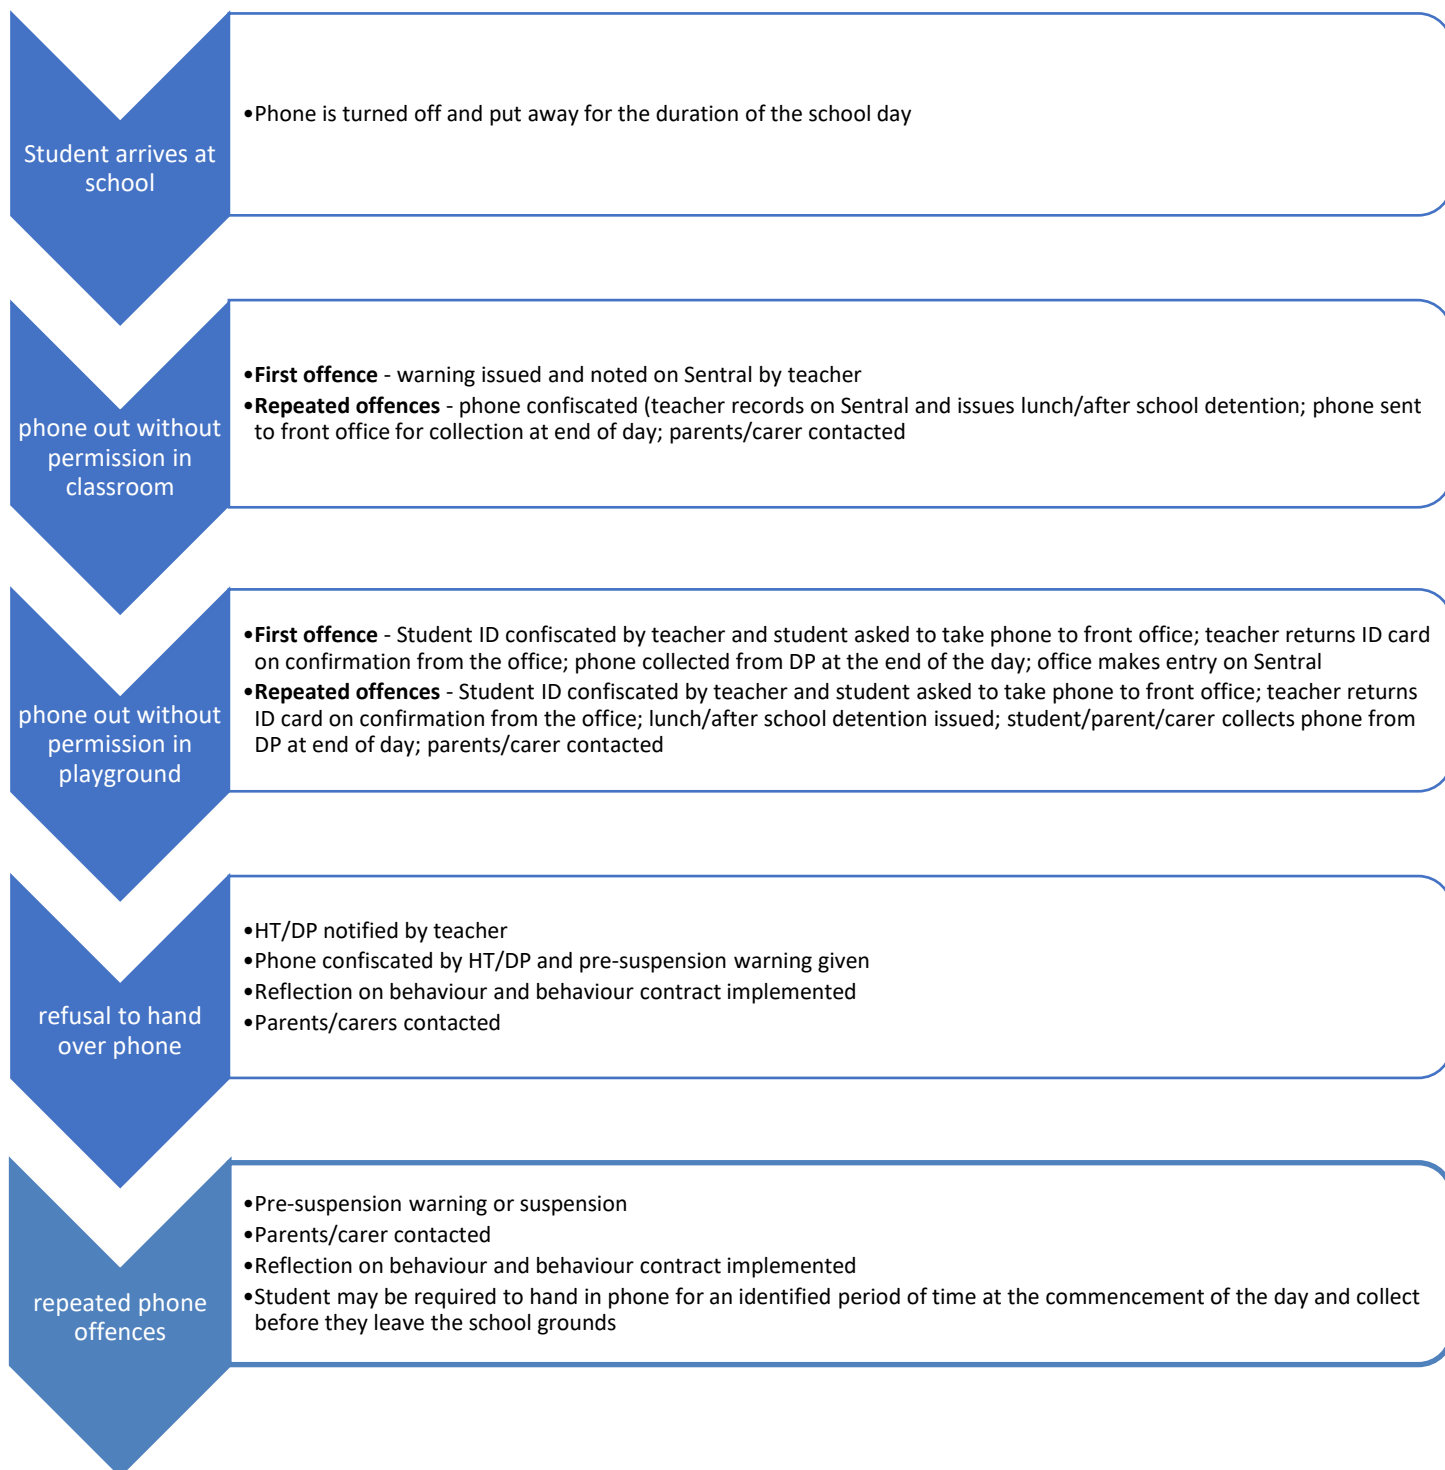 •Phone is turned off and put away for the duration of the school day
Student arrives at
school
•First offence - warning issued and noted on Sentral by teacher
•Repeated offences - phone confiscated (teacher records on Sentral and issues lunch/after school detention; phone sent
to front office for collection at end of day; parents/carer contacted
phone out without
permission in
classroom
•First offence - Student ID confiscated by teacher and student asked to take phone to front office; teacher returns ID card
on confirmation from the office; phone collected from DP at the end of the day; office makes entry on Sentral
•Repeated offences - Student ID confiscated by teacher and student asked to take phone to front office; teacher returns
ID card on confirmation from the office; lunch/after school detention issued; student/parent/carer collects phone from
DP at end of day; parents/carer contacted
phone out without
permission in
playground
•HT/DP notified by teacher
•Phone confiscated by HT/DP and pre-suspension warning given
•Reflection on behaviour and behaviour contract implemented
•Parents/carers contacted
refusal to hand
over phone
•Pre-suspension warning or suspension
•Parents/carer contacted
•Reflection on behaviour and behaviour contract implemented
•Student may be required to hand in phone for an identified period of time at the commencement of the day and collect
before they leave the school grounds
repeated phone
offences